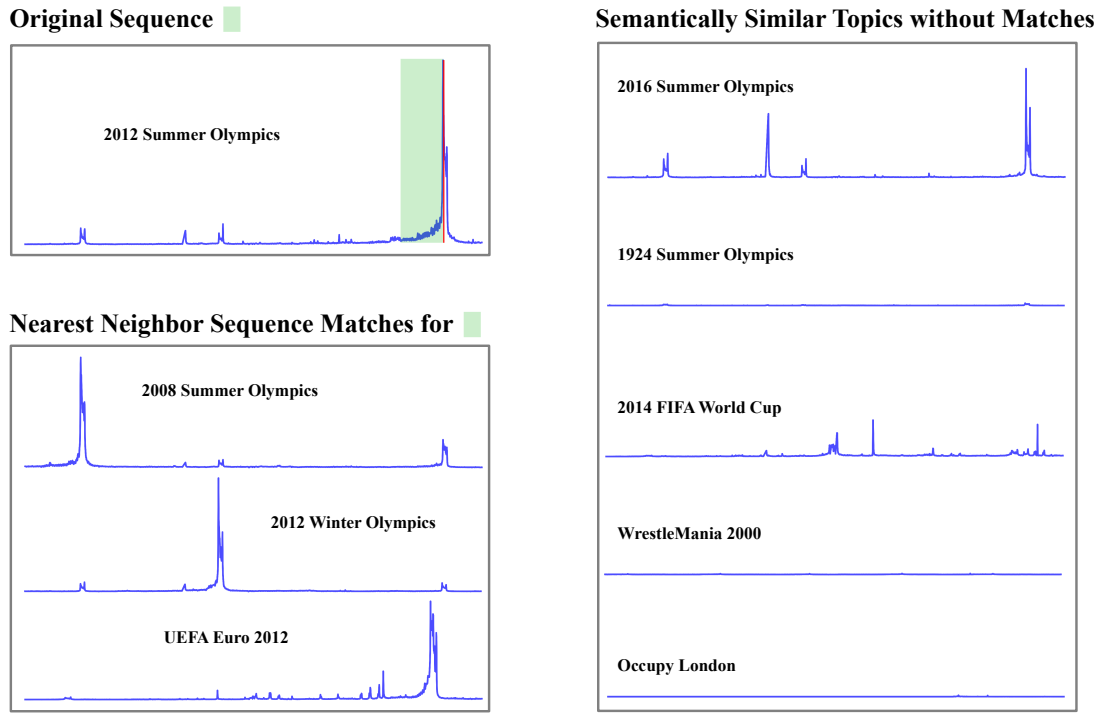 Original Sequence
2012 Summer Olympics
Nearest Neighbor Sequence Matches for
2008 Summer Olympics
2012 Winter Olympics
UEFA Euro 2012
Semantically Similar Topics without Matches
2016 Summer Olympics
1924 Summer Olympics
2014 FIFA World Cup
WrestleMania 2000
Occupy London